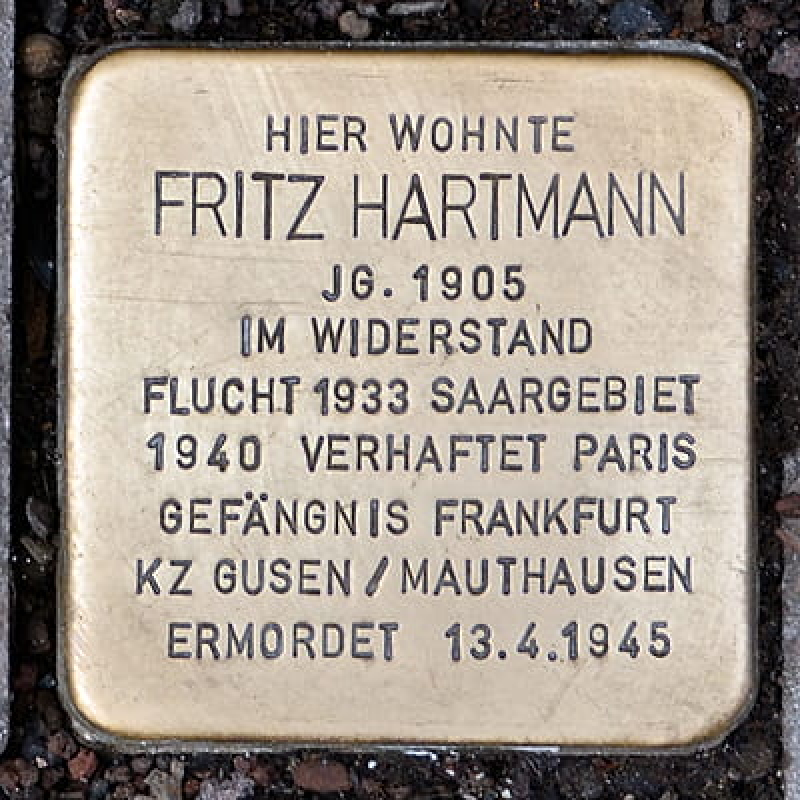 HIER WOHNTE
FRITZ HARTMANN
JG. 1905
IM WIDERSTAND
FLUCHT 1933 SAARGEBIET
1940 VERHAFTET PARIS
GEFÄNGNIS FRANKFURT
KZ GUSEN / MAUTHAUSEN
ERMORDET 13.4.1945